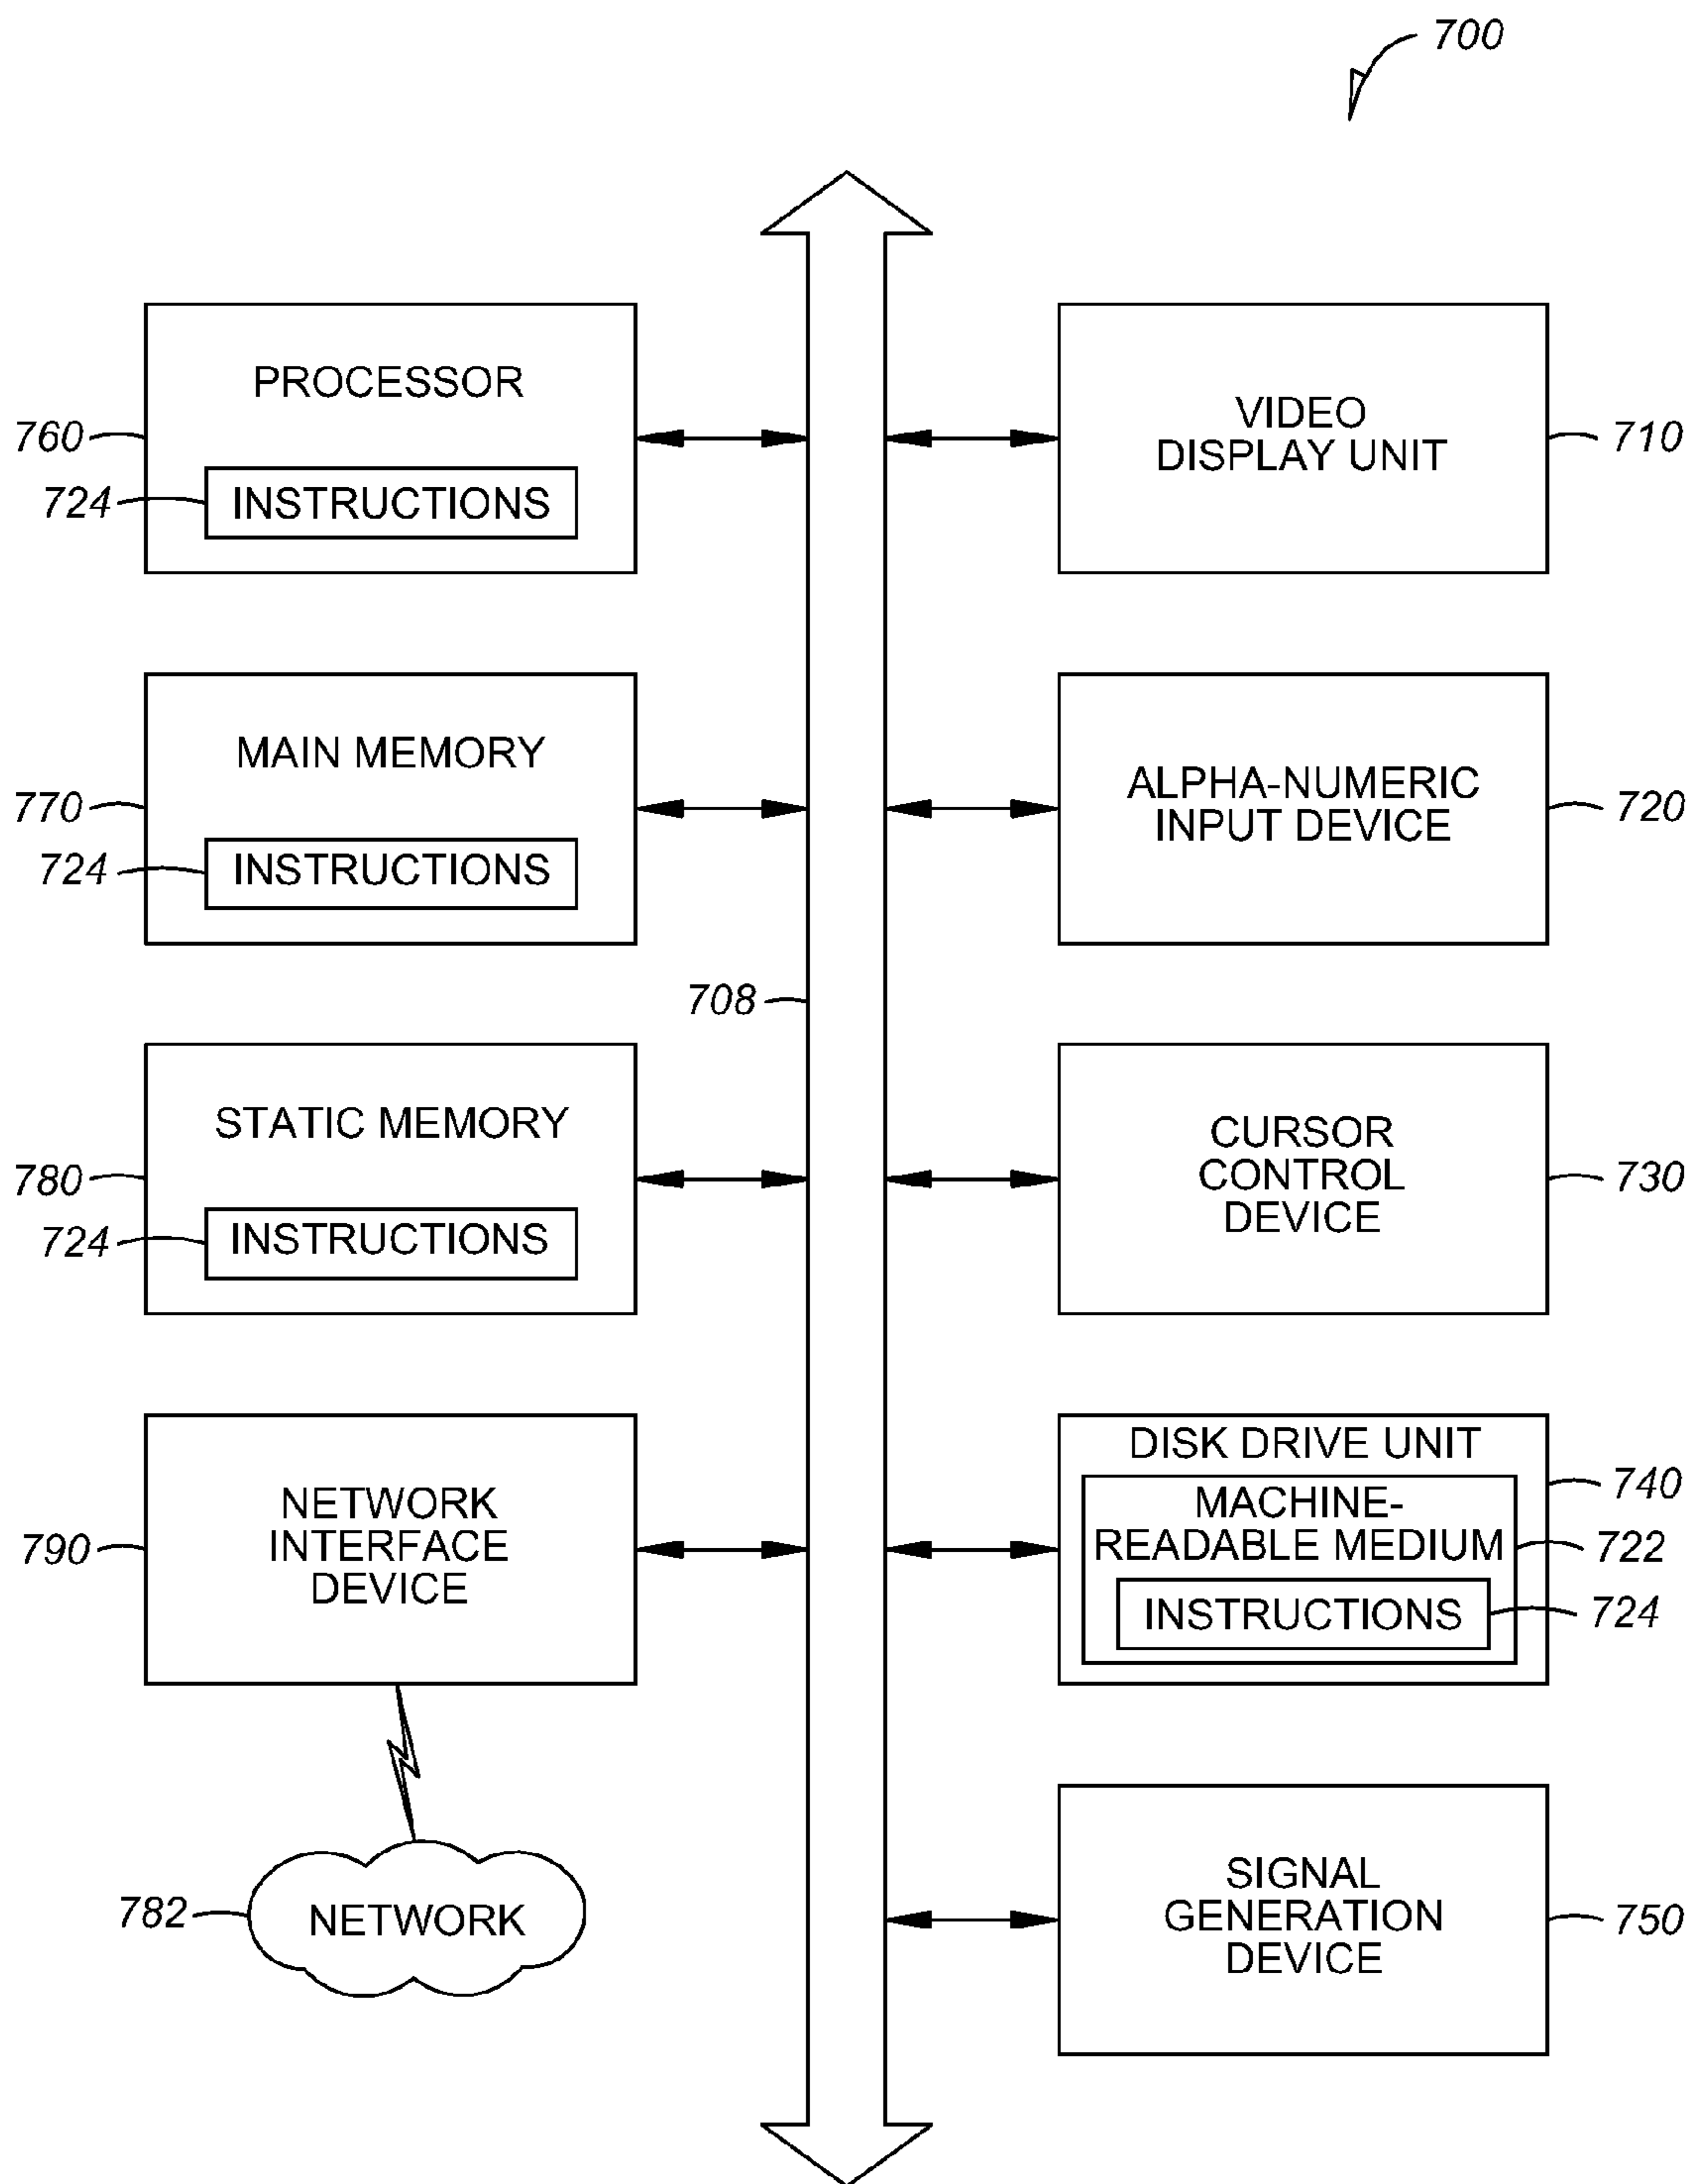 700
PROCESSOR
760
724
INSTRUCTIONS
VIDEO
DISPLAY UNIT
710
MAIN MEMORY
770
724
INSTRUCTIONS
ALPHA-NUMERIC
INPUT DEVICE
720
708
STATIC MEMORY
780
724
INSTRUCTIONS
CURSOR
CONTROL
DEVICE
730
NETWORK
INTERFACE
DEVICE
790
DISK DRIVE UNIT
740
MACHINE-
READABLE MEDIUM
722
INSTRUCTIONS
724
782
NETWORK
SIGNAL
GENERATION
DEVICE
750